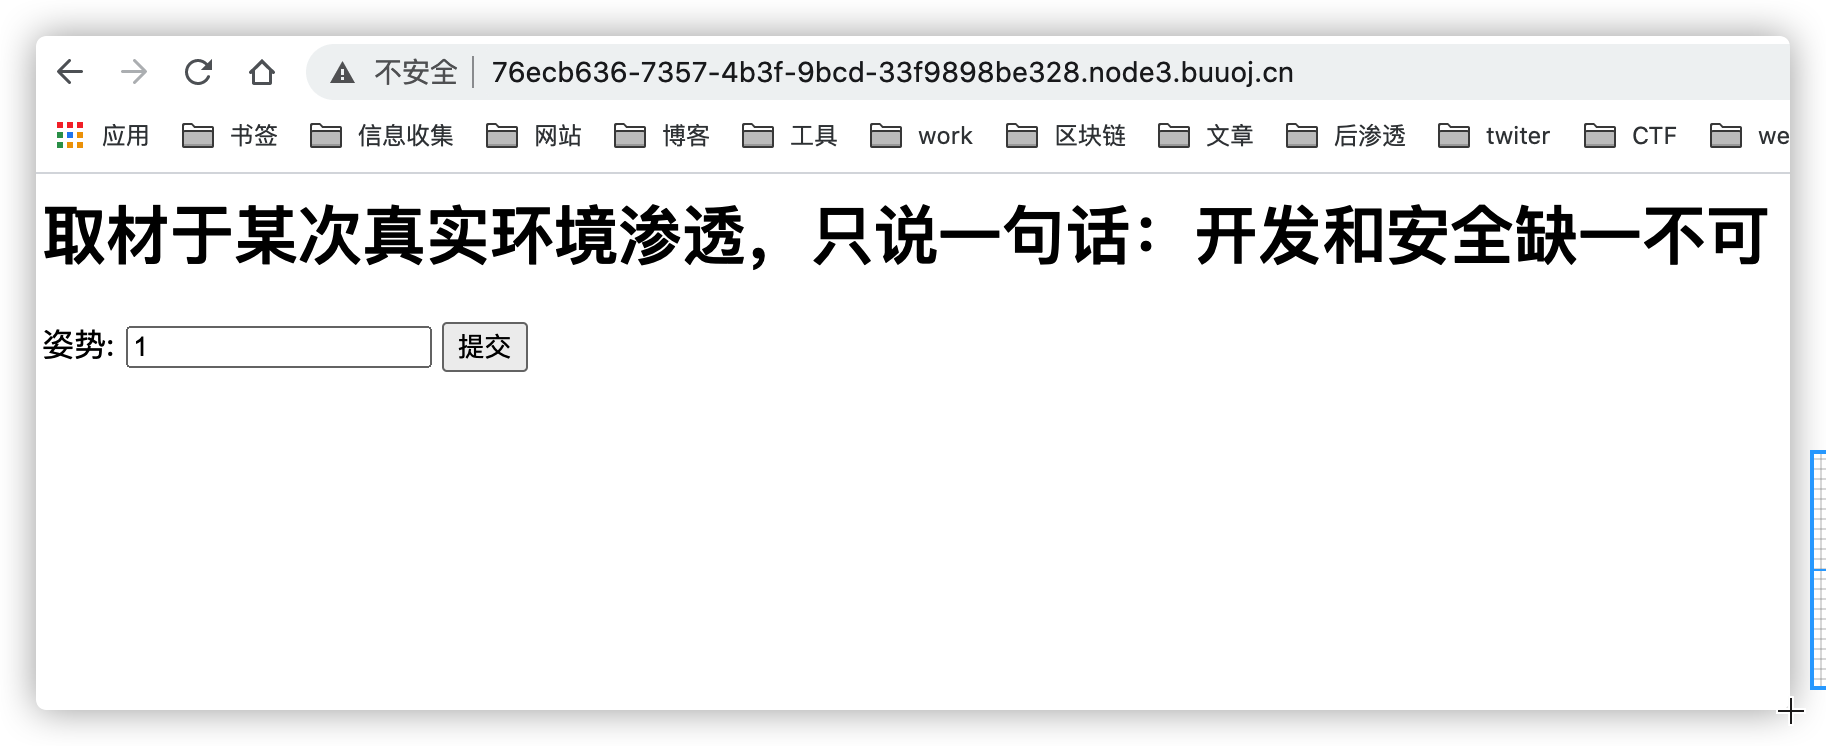 不安全 76ecb636-7357-4b3f-9bcd-33f9898be328.node3.buuoj.cn
应用 书签 信息收集 网站 博客 工具 work 区块链 文章 后渗透 twiter CTF we
取材于某次真实环境渗透，只说一句话：开发和安全缺一不可
姿势: 1 提交